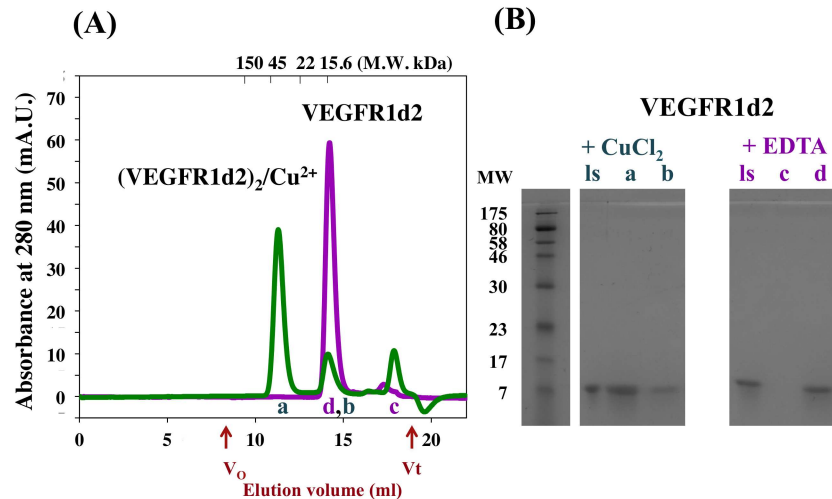 (A)
150 45 22 15.6 (M.W. kDa)
VEGFR1d2
(VEGFR1d2)₂/Cu²⁺
Absorbance at 280 nm (mA.U.)
70
60
50
40
30
20
10
0
a
d,b
c
0 5 10 15 20
V₀
Vt
Elution volume (ml)
(B)
VEGFR1d2
+ CuCl₂
+ EDTA
MW
ls a b
ls c d
175
80
58
46
30
23
17
7